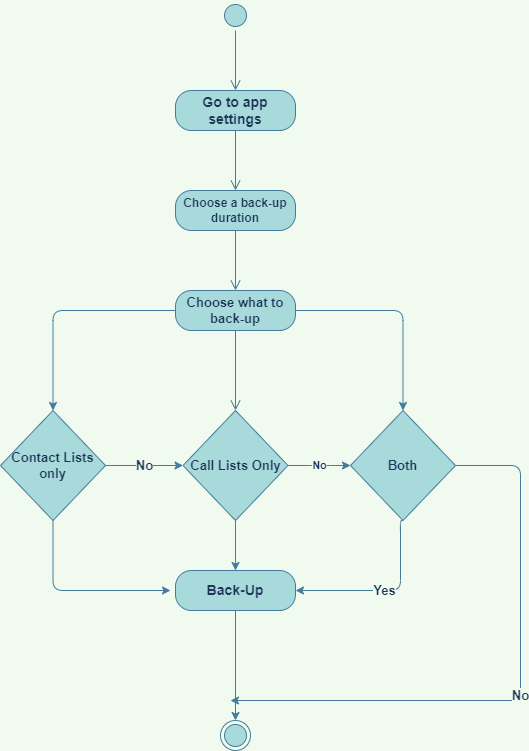 Go to app
settings
Choose a back-up
duration
Choose what to
back-up
Contact Lists
only
No
Call Lists Only
No
Both
Back-Up
Yes
No